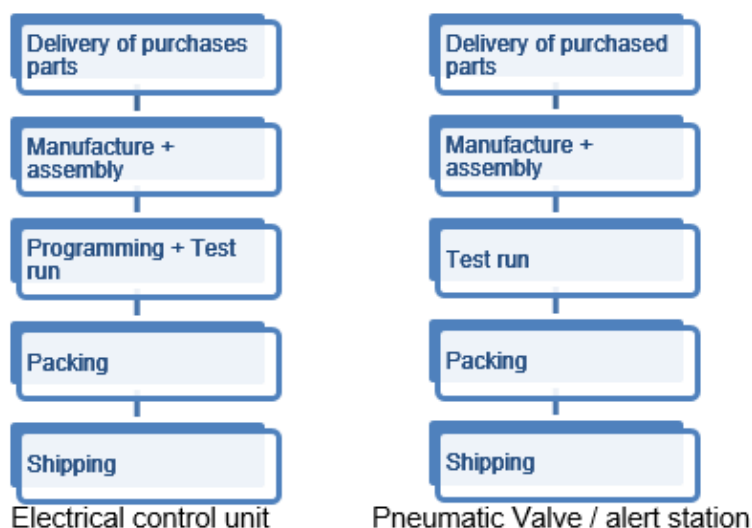 Delivery of purchases
parts
Manufacture +
assembly
Programming + Test
run
Packing
Shipping
Electrical control unit
Delivery of purchased
parts
Manufacture +
assembly
Test run
Packing
Shipping
Pneumatic Valve / alert station